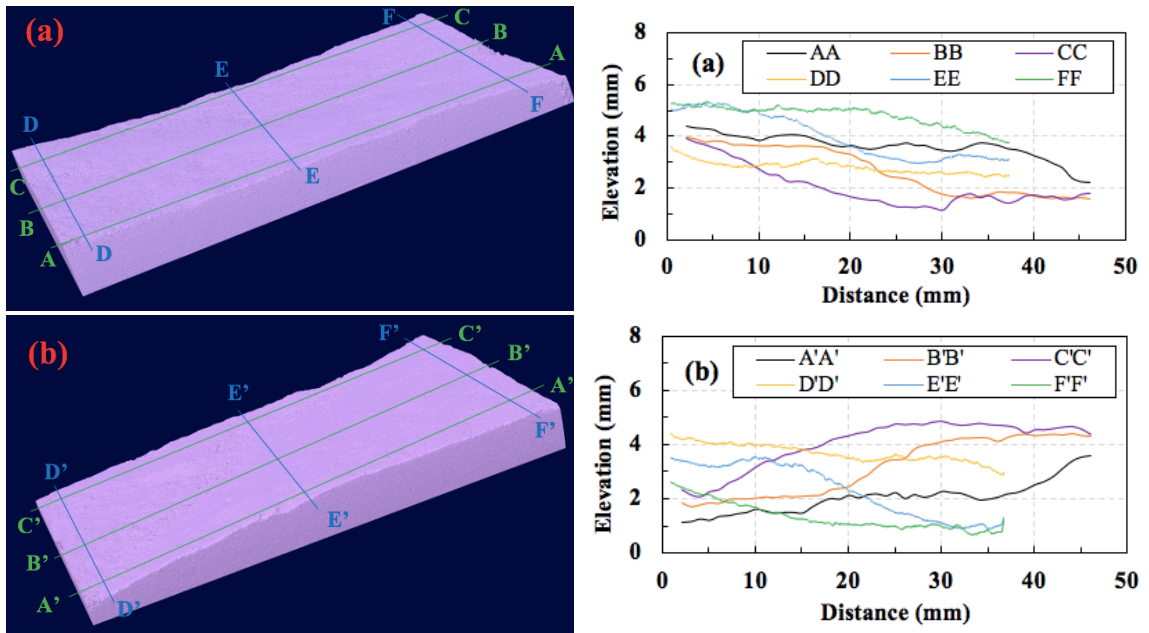 (a)
F
C
B
A
E
D
F
E
C
B
D
A
8
6
4
2
0
Elevation (mm)
(a)
AA BB CC
DD EE FF
0 10 20 30 40 50
Distance (mm)
(b)
F’
C’
B’
A’
E’
F’
D’
E’
C’
B’
A’
D’
8
6
4
2
0
Elevation (mm)
(b)
A'A' B'B' C'C'
D'D' E'E' F'F'
0 10 20 30 40 50
Distance (mm)